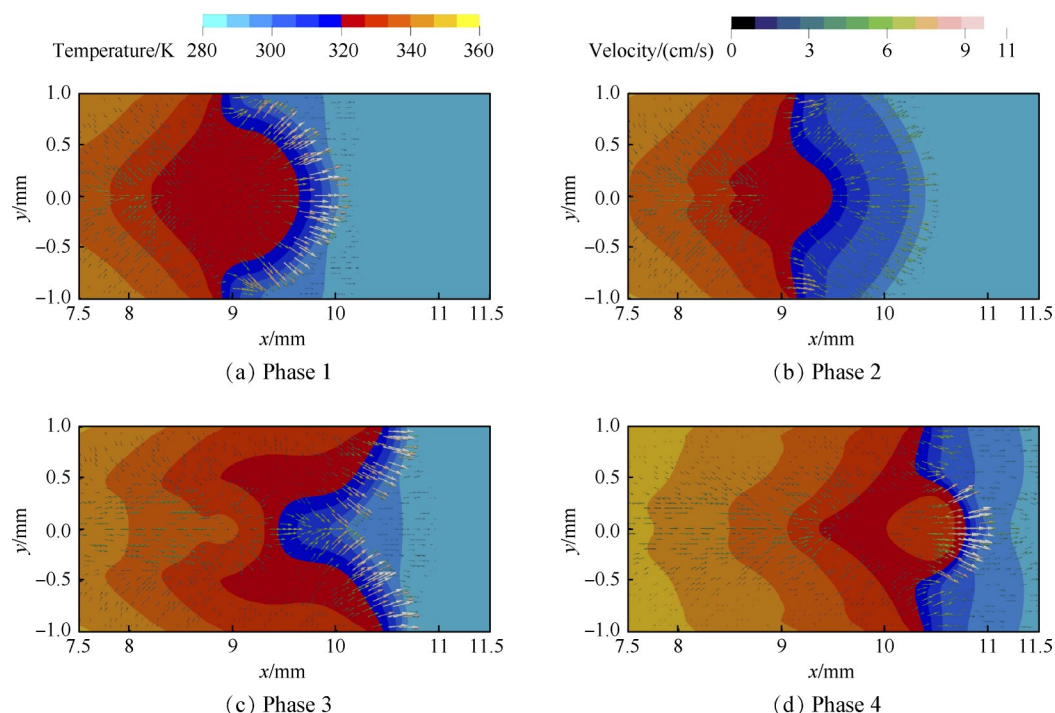 Temperature/K 280 300 320 340 360
Velocity/(cm/s) 0 3 6 9 11
y/mm
1.0
0.5
0.0
−0.5
−1.0
7.5 8 9 10 11 11.5
x/mm
(a) Phase 1
y/mm
1.0
0.5
0.0
−0.5
−1.0
7.5 8 9 10 11 11.5
x/mm
(b) Phase 2
y/mm
1.0
0.5
0.0
−0.5
−1.0
7.5 8 9 10 11 11.5
x/mm
(c) Phase 3
y/mm
1.0
0.5
0.0
−0.5
−1.0
7.5 8 9 10 11 11.5
x/mm
(d) Phase 4